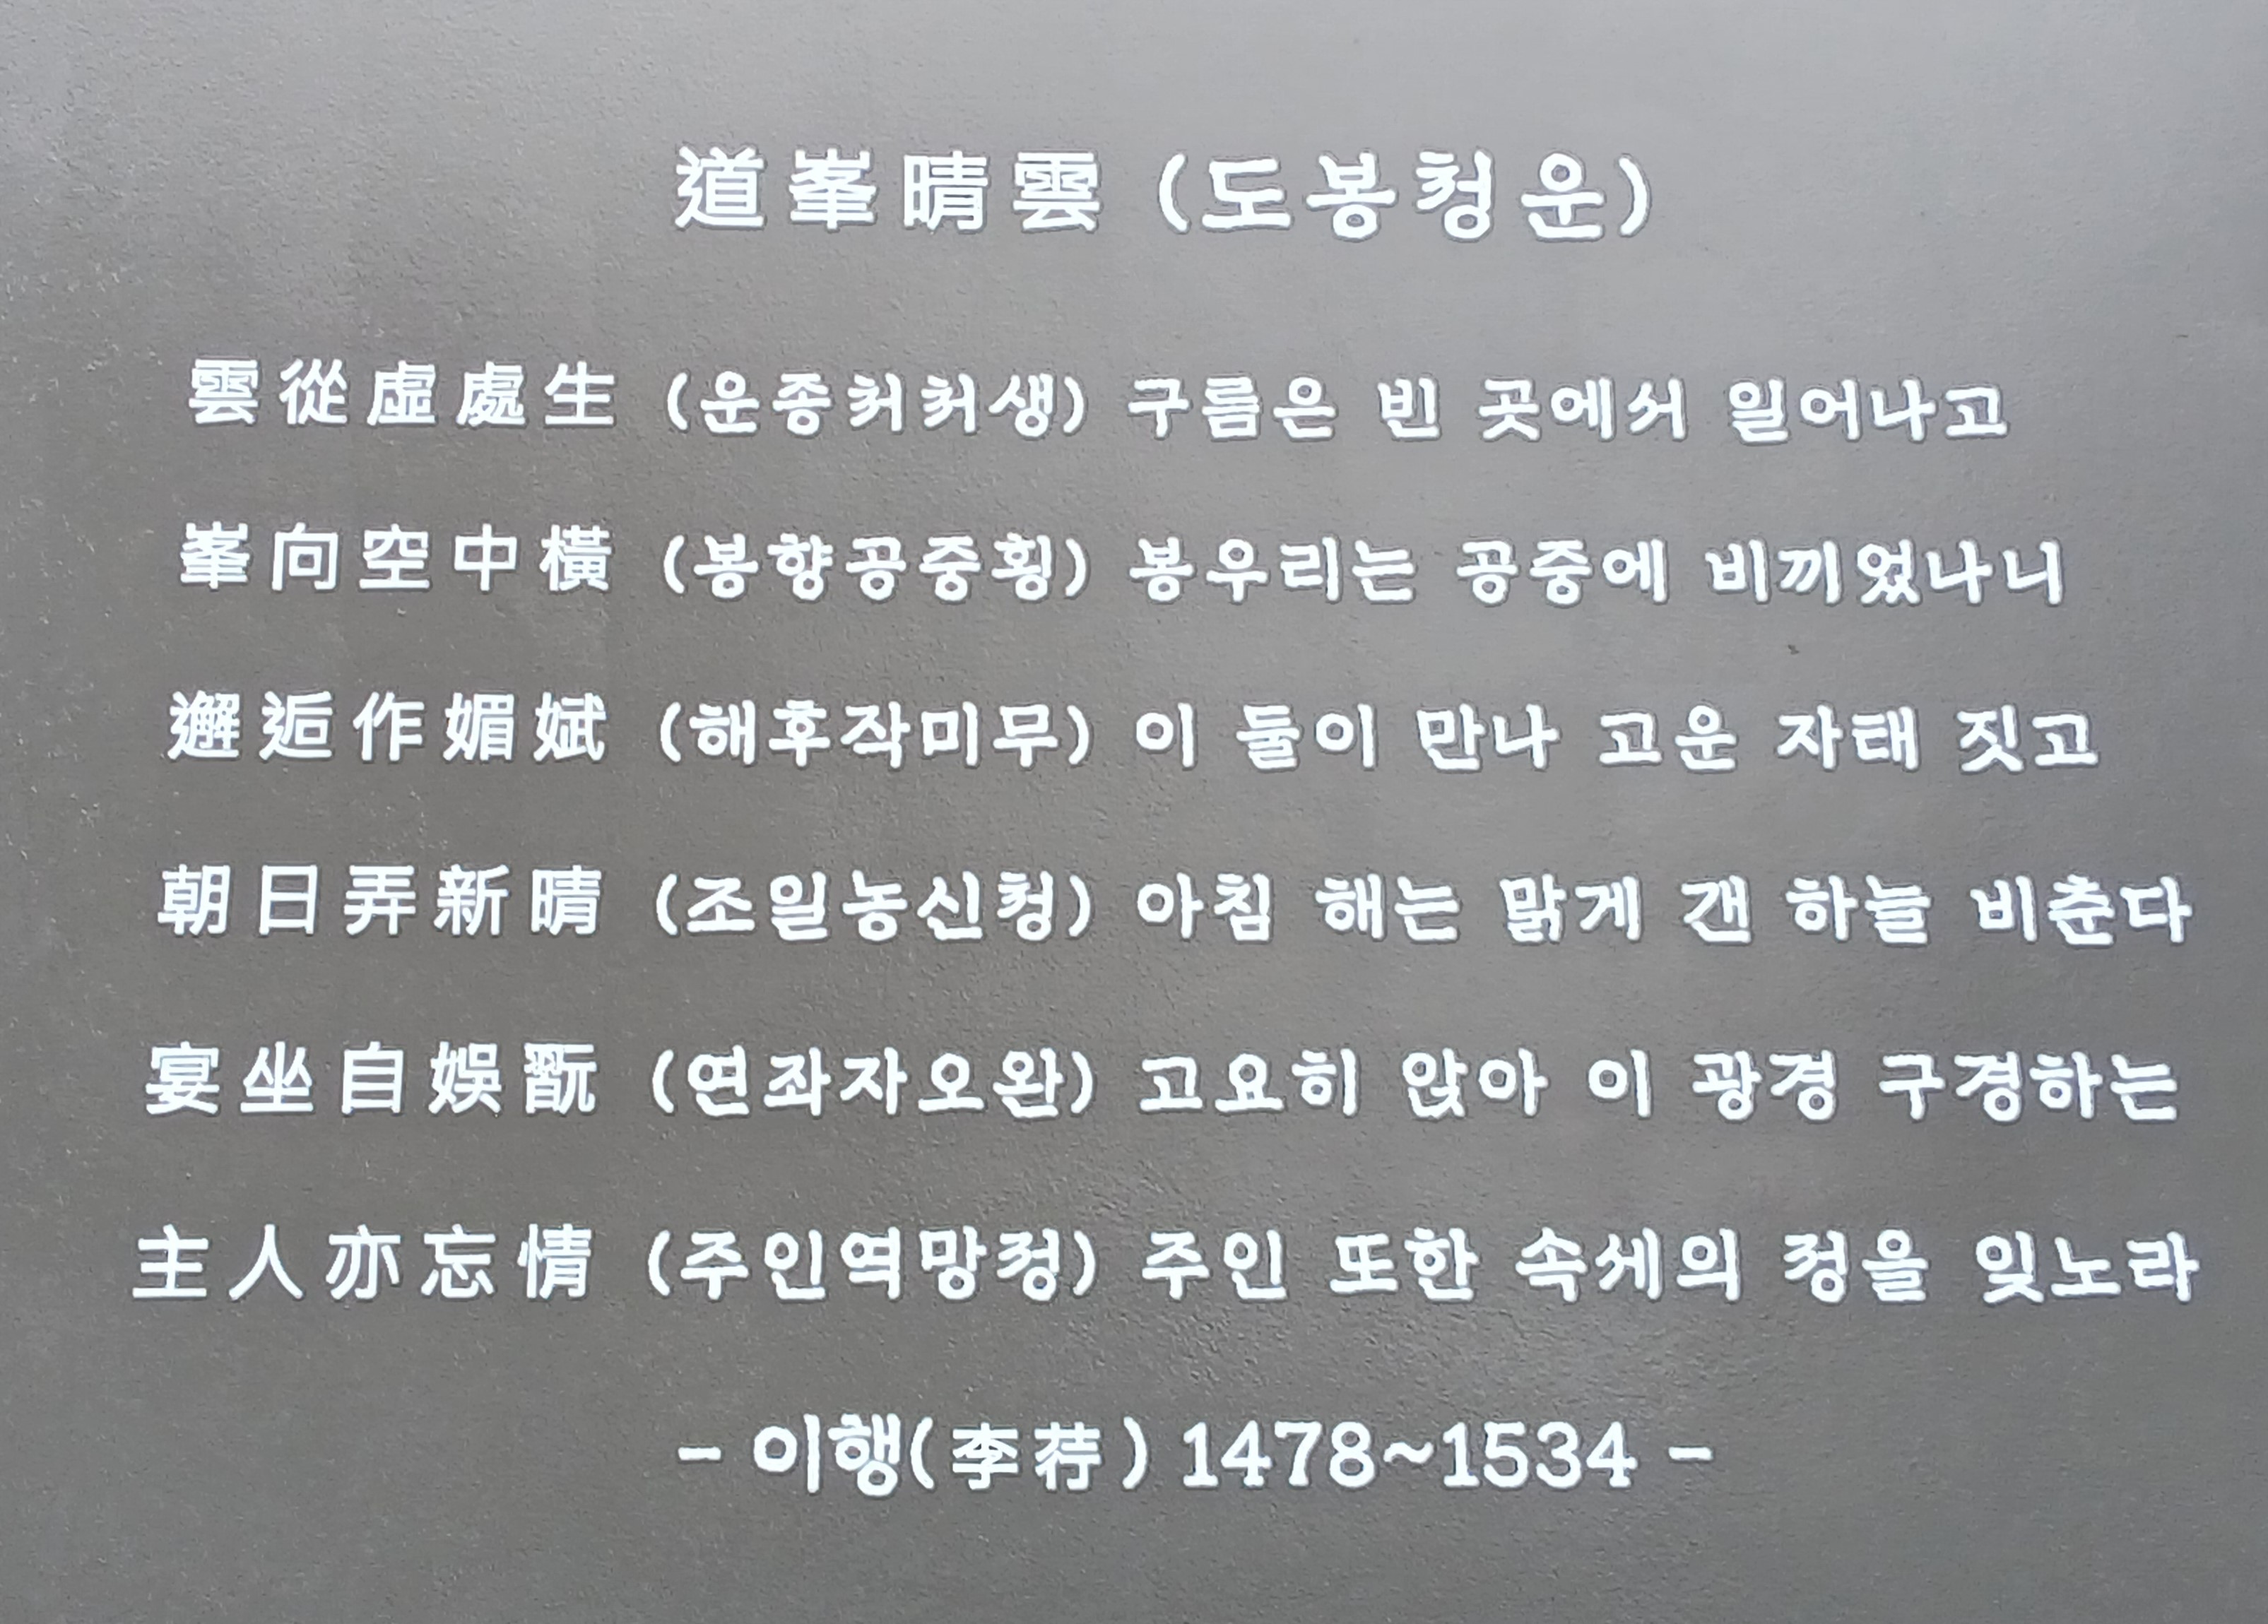 道峯晴雲 (도봉청운)
雲從虛處生 (운종허처생) 구름은 빈 곳에서 일어나고
峯向空中橫 (봉향공중횡) 봉우리는 공중에 비끼었나니
邂逅作媚娬 (해후작미무) 이 둘이 만나 고운 자태 짓고
朝日弄新晴 (조일농신청) 아침 해는 맑게 갠 하늘 비춘다
宴坐自娛翫 (연좌자오완) 고요히 앉아 이 광경 구경하는
主人亦忘情 (주인역망정) 주인 또한 속세의 정을 잊노라
- 이행(李荇) 1478~1534 -